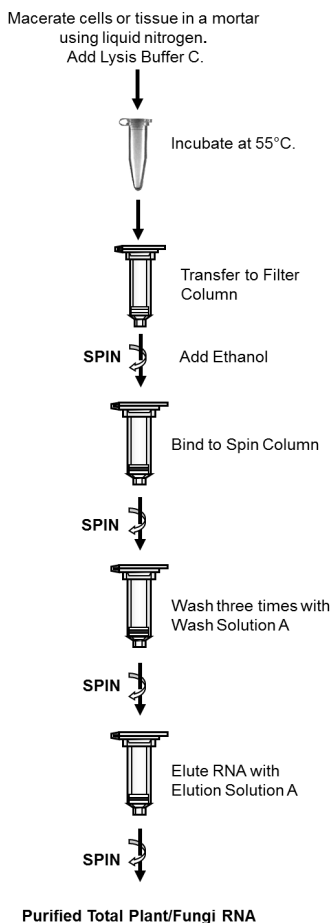 Macerate cells or tissue in a mortar
using liquid nitrogen.
Add Lysis Buffer C.
Incubate at 55°C.
Transfer to Filter
Column
SPIN
Add Ethanol
Bind to Spin Column
SPIN
Wash three times with
Wash Solution A
SPIN
Elute RNA with
Elution Solution A
SPIN
Purified Total Plant/Fungi RNA